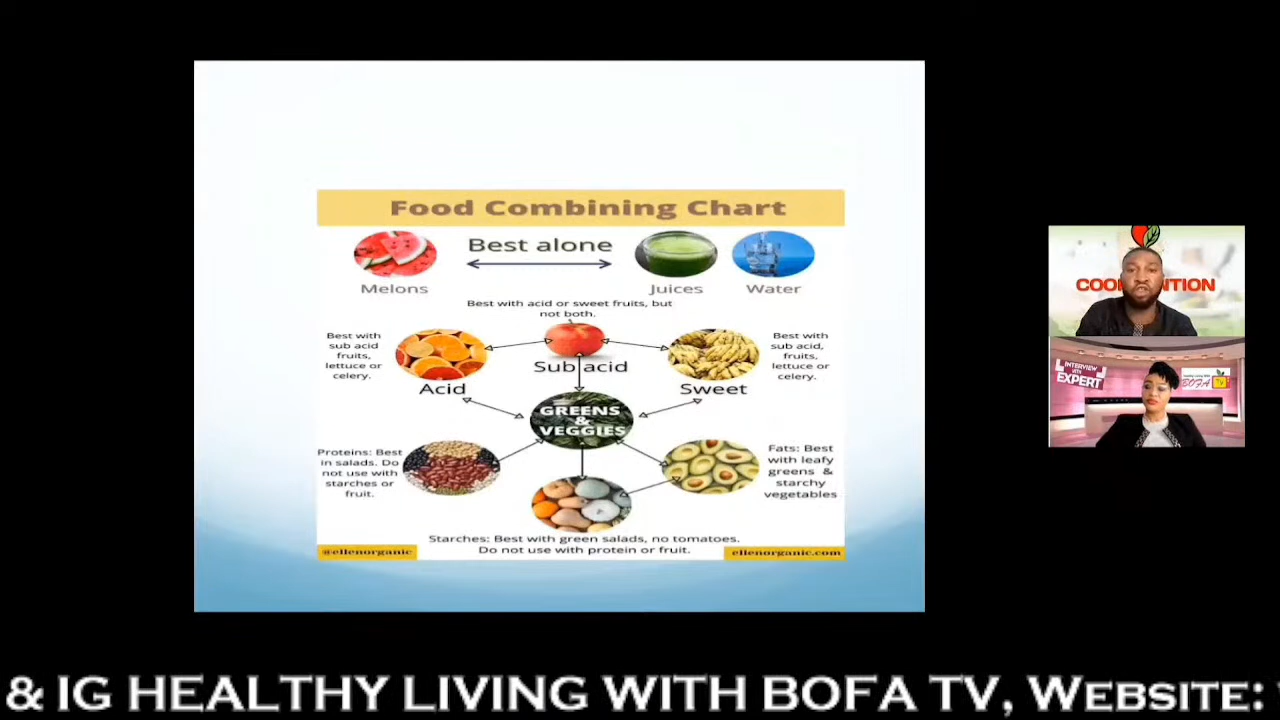 Food Combining Chart
Best alone
Melons
Juices
Water
Best with acid or sweet fruits, but
not both.
Best with
sub acid
fruits,
lettuce or
celery.
Acid
Sub acid
Sweet
Best with
sub acid,
fruits,
lettuce or
celery.
GREENS
&
VEGGIES
Proteins: Best
in salads. Do
not use with
starches or
fruit.
Fats: Best
with leafy
greens &
starchy
vegetables
Starches: Best with green salads, no tomatoes.
Do not use with protein or fruit.
@ellenorganic
ellenorganic.com
INTERVIEW
EXPERT
BOFA
TV
& IG HEALTHY LIVING WITH BOFA TV, WEBSITE: